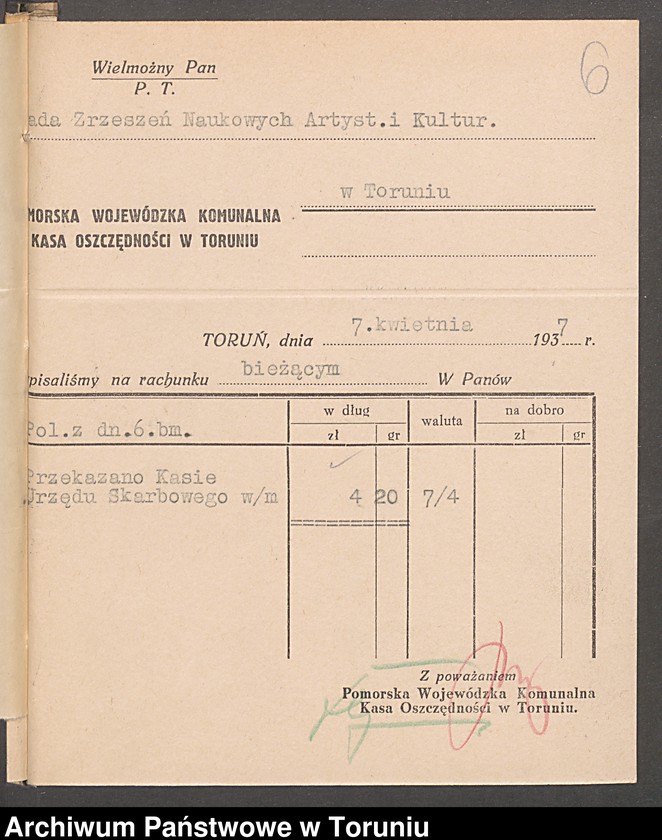 6
Wielmożny Pan
P. T.
ada Zrzeszeń Naukowych Artyst.i Kultur.
w Toruniu
MORSKA WOJEWÓDZKA KOMUNALNA
KASA OSZCZĘDNOŚCI W TORUNIU
TORUŃ, dnia 7.kwietnia 1937 r.
pisaliśmy na rachunku bieżącym W Panów
Pol.z dn.6.bm. w dług waluta na dobro
zł gr zł gr
Przekazano Kasie
Urzędu Skarbowego w/m 4 20 7/4
Z poważaniem
Pomorska Wojewódzka Komunalna
Kasa Oszczędności w Toruniu.
Archiwum Państwowe w Toruniu